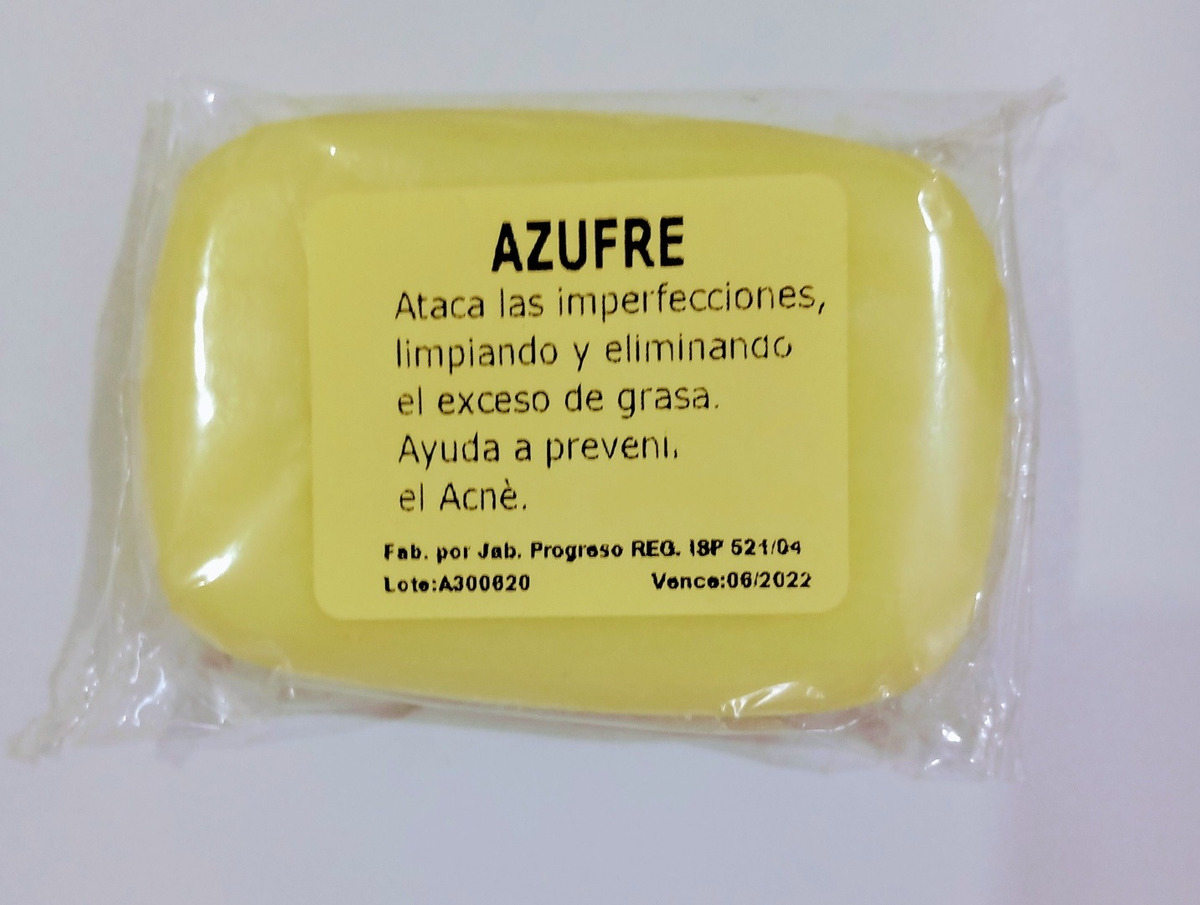 AZUFRE
Ataca las imperfecciones,
limpiando y eliminando
el exceso de grasa.
Ayuda a preveni.
el Acnè.
Fab. por Jab. Progreso REG. ISP 521/04
Lote:A300620 Vence:06/2022